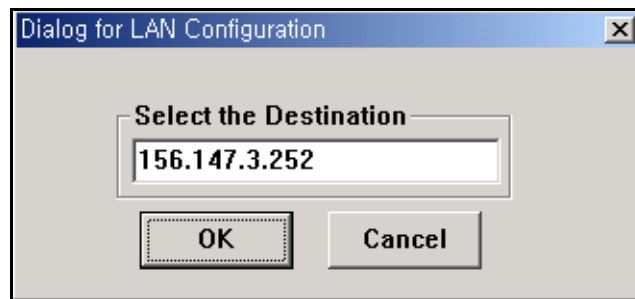 Dialog for LAN Configuration
Select the Destination
156.147.3.252
OK Cancel